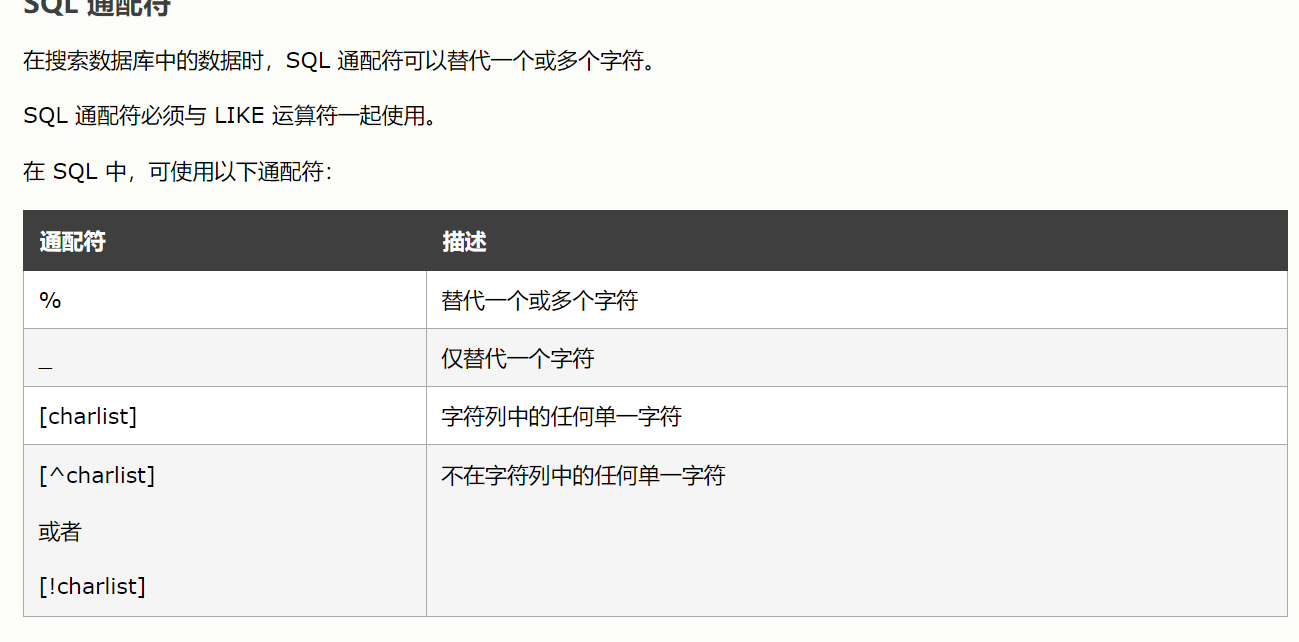 SQL 通配符
在搜索数据库中的数据时，SQL 通配符可以替代一个或多个字符。
SQL 通配符必须与 LIKE 运算符一起使用。
在 SQL 中，可使用以下通配符：
通配符 描述
% 替代一个或多个字符
_ 仅替代一个字符
[charlist] 字符列中的任何单一字符
[^charlist] 不在字符列中的任何单一字符
或者
[!charlist]